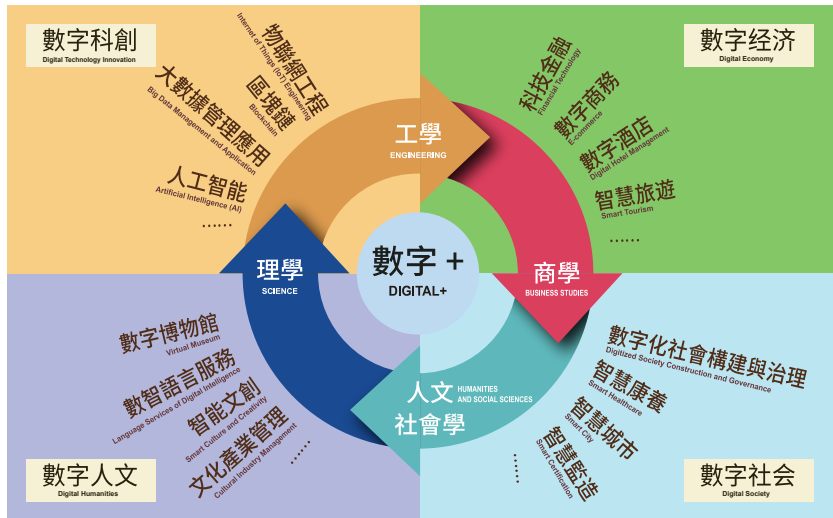 數字科創
Digital Technology Innovation
物聯網工程
Internet of Things (IoT) Engineering
區塊鏈
Blockchain
大數據管理應用
Big Data Management and Application
人工智能
Artificial Intelligence (AI)
......
数字经济
Digital Economy
科技金融
Financial Technology
數字商務
E-commerce
數字酒店
Digital Hotel Management
智慧旅遊
Smart Tourism
......
工學
ENGINEERING
理學
SCIENCE
數字 +
DIGITAL+
商學
BUSINESS STUDIES
人文
社會學
HUMANITIES
AND SOCIAL SCIENCES
數字博物館
Virtual Museum
數智語言服務
Language Services of Digital Intelligence
智能文創
Smart Culture and Creativity
文化產業管理
Cultural Industry Management
......
數字人文
Digital Humanities
數字化社會構建與治理
Digitized Society Construction and Governance
智慧康養
Smart Healthcare
智慧城市
Smart City
智慧監造
Smart Certification
......
數字社会
Digital Society